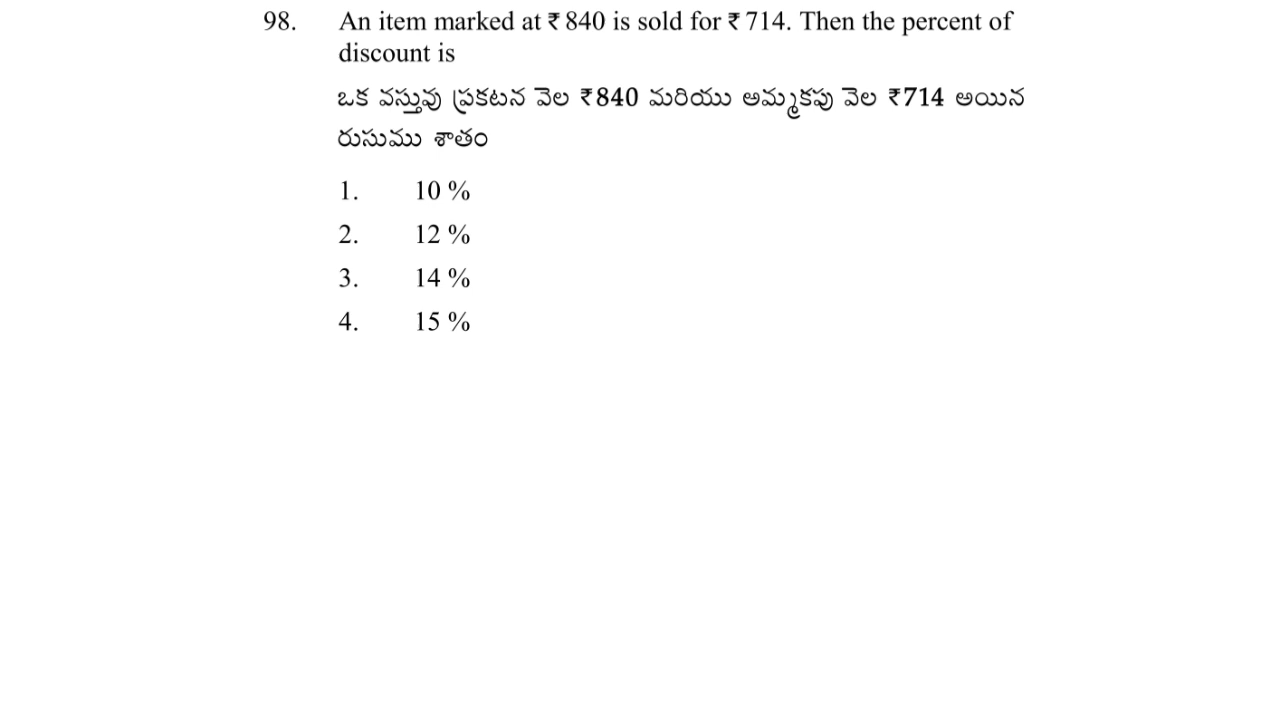 98. An item marked at ₹ 840 is sold for ₹ 714. Then the percent of
discount is
ఒక వస్తువు ప్రకటన వెల ₹840 మరియు అమ్మకపు వెల ₹714 అయిన
రుసుము శాతం
1. 10 %
2. 12 %
3. 14 %
4. 15 %